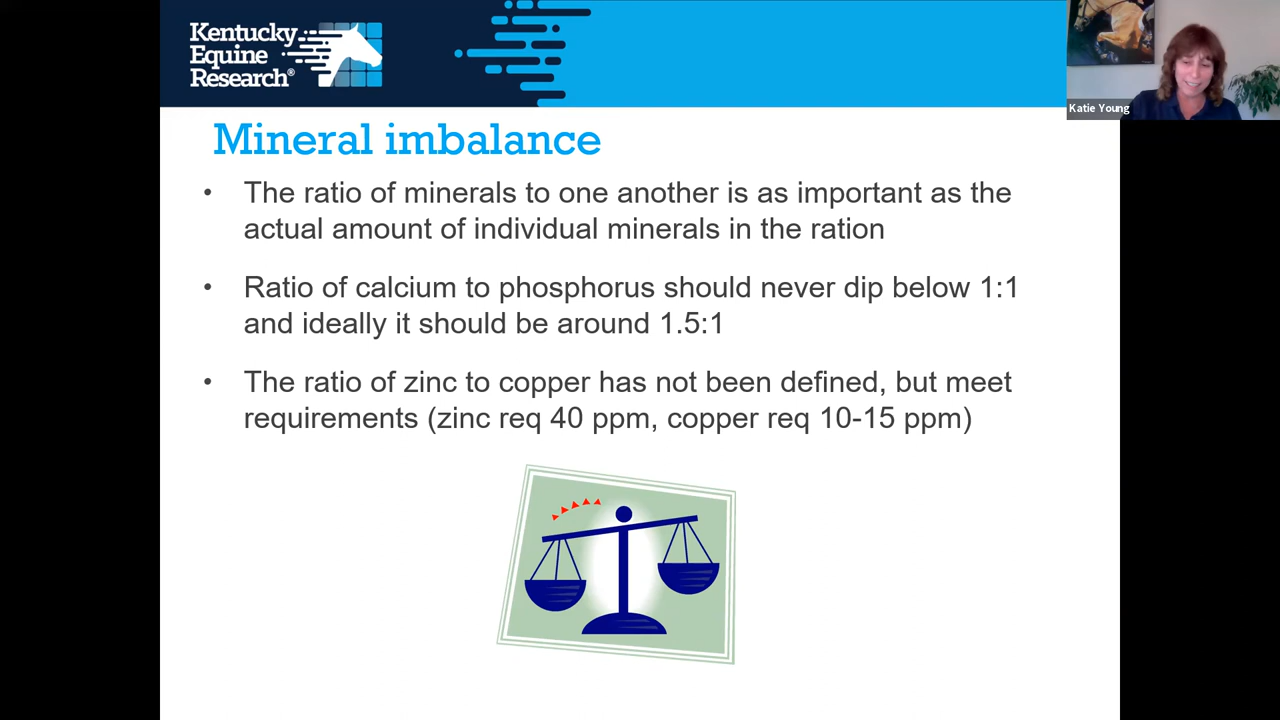 Kentucky
Equine
Research®
Katie Young
Mineral imbalance
• The ratio of minerals to one another is as important as the
actual amount of individual minerals in the ration
• Ratio of calcium to phosphorus should never dip below 1:1
and ideally it should be around 1.5:1
• The ratio of zinc to copper has not been defined, but meet
requirements (zinc req 40 ppm, copper req 10-15 ppm)